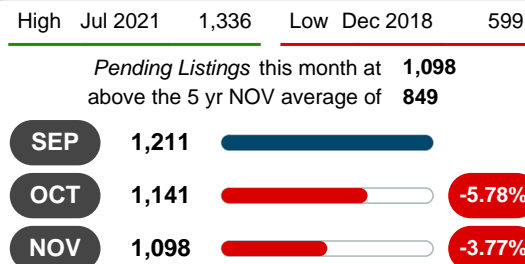 High Jul 2021 1,336 Low Dec 2018 599
Pending Listings this month at 1,098
above the 5 yr NOV average of 849
SEP 1,211
OCT 1,141 -5.78%
NOV 1,098 -3.77%